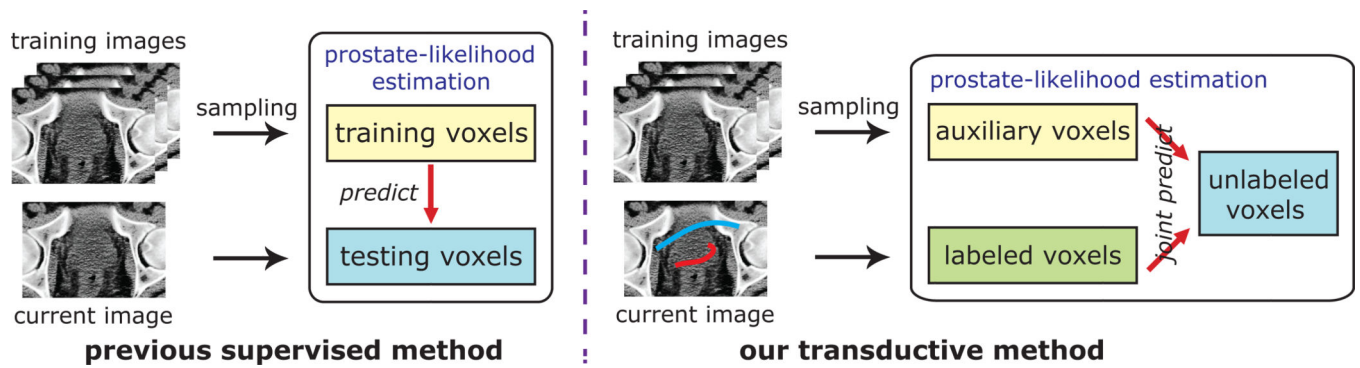 training images
sampling
prostate-likelihood
estimation
training voxels
predict
testing voxels
current image
previous supervised method
training images
sampling
prostate-likelihood estimation
auxiliary voxels
joint predict
unlabeled
voxels
labeled voxels
current image
our transductive method